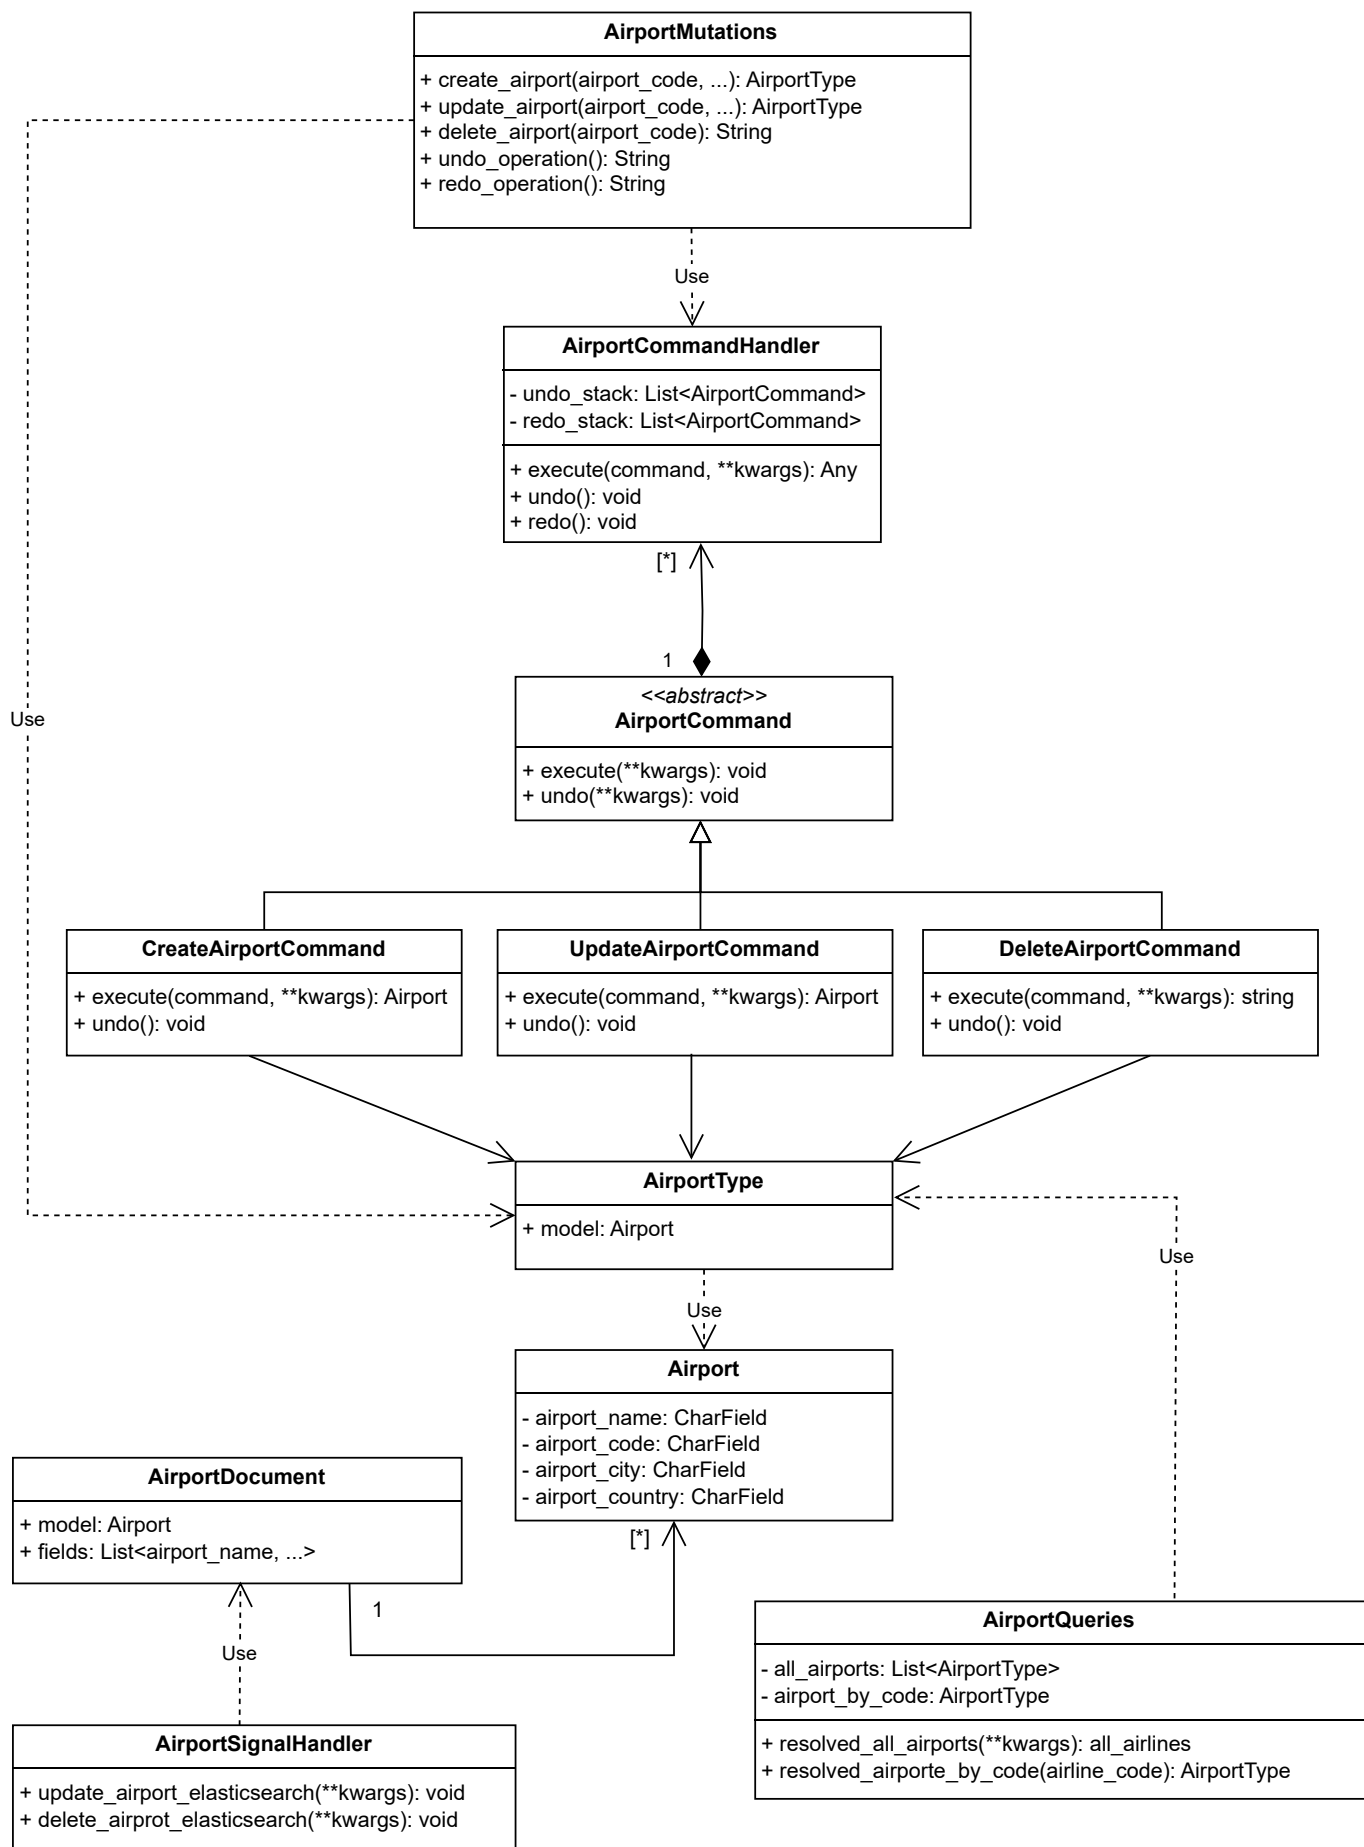 AirportMutations
+ create_airport(airport_code, ...): AirportType
+ update_airport(airport_code, ...): AirportType
+ delete_airport(airport_code): String
+ undo_operation(): String
+ redo_operation(): String
Use
AirportCommandHandler
- undo_stack: List<AirportCommand>
- redo_stack: List<AirportCommand>
+ execute(command, **kwargs): Any
+ undo(): void
+ redo(): void
[*]
1
<<abstract>>
AirportCommand
+ execute(**kwargs): void
+ undo(**kwargs): void
Use
CreateAirportCommand
+ execute(command, **kwargs): Airport
+ undo(): void
UpdateAirportCommand
+ execute(command, **kwargs): Airport
+ undo(): void
DeleteAirportCommand
+ execute(command, **kwargs): string
+ undo(): void
AirportType
+ model: Airport
Use
Use
Airport
- airport_name: CharField
- airport_code: CharField
- airport_city: CharField
- airport_country: CharField
[*]
AirportDocument
+ model: Airport
+ fields: List<airport_name, ...>
1
Use
AirportSignalHandler
+ update_airport_elasticsearch(**kwargs): void
+ delete_airprot_elasticsearch(**kwargs): void
AirportQueries
- all_airports: List<AirportType>
- airport_by_code: AirportType
+ resolved_all_airports(**kwargs): all_airlines
+ resolved_airporte_by_code(airline_code): AirportType